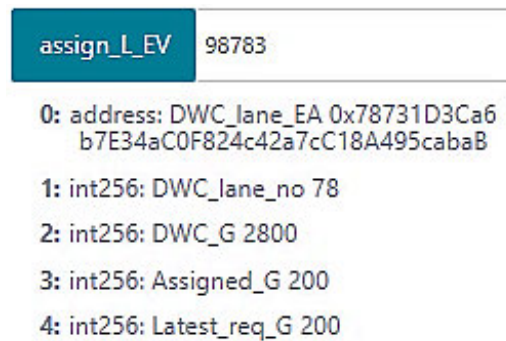 assign_L_EV 98783
0: address: DWC_lane_EA 0x78731D3Ca6
b7E34aC0F824c42a7cC18A495cabaB
1: int256: DWC_lane_no 78
2: int256: DWC_G 2800
3: int256: Assigned_G 200
4: int256: Latest_req_G 200